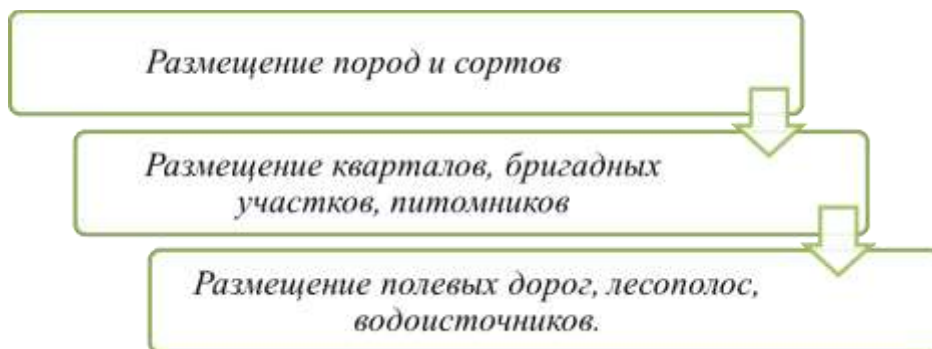 Размещение пород и сортов
Размещение кварталов, бригадных
участков, питомников
Размещение полевых дорог, лесополос,
водоисточников.